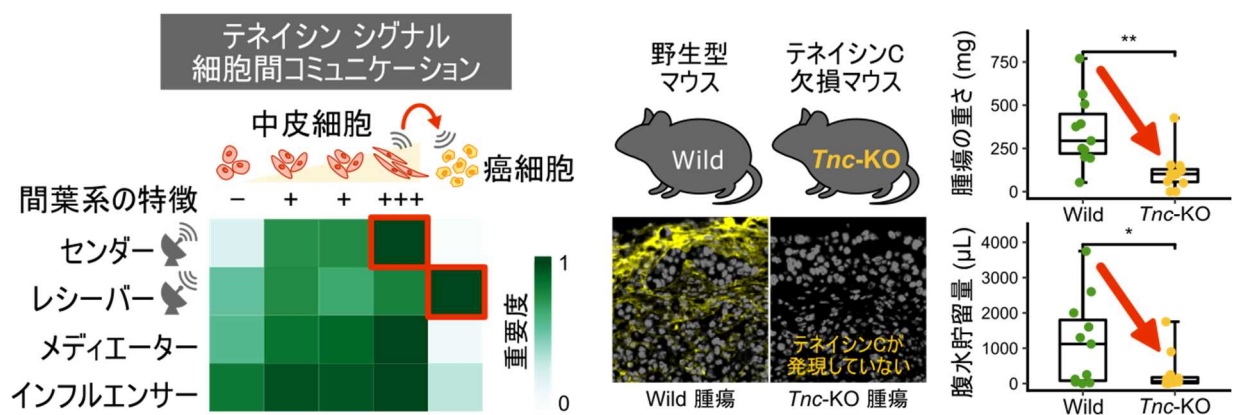 テネイシン シグナル
細胞間コミュニケーション
中皮細胞
癌細胞
間葉系の特徴
− + + +++
センダー
レシーバー
メディエーター
インフルエンサー
1
重要度
0
野生型
マウス
テネイシンC
欠損マウス
Wild
Tnc-KO
テネイシンCが
発現していない
Wild 腫瘍
Tnc-KO 腫瘍
腫瘍の重さ (mg)
**
750
500
250
0
Wild Tnc-KO
腹水貯留量 (μL)
*
4000
3000
2000
1000
0
Wild Tnc-KO